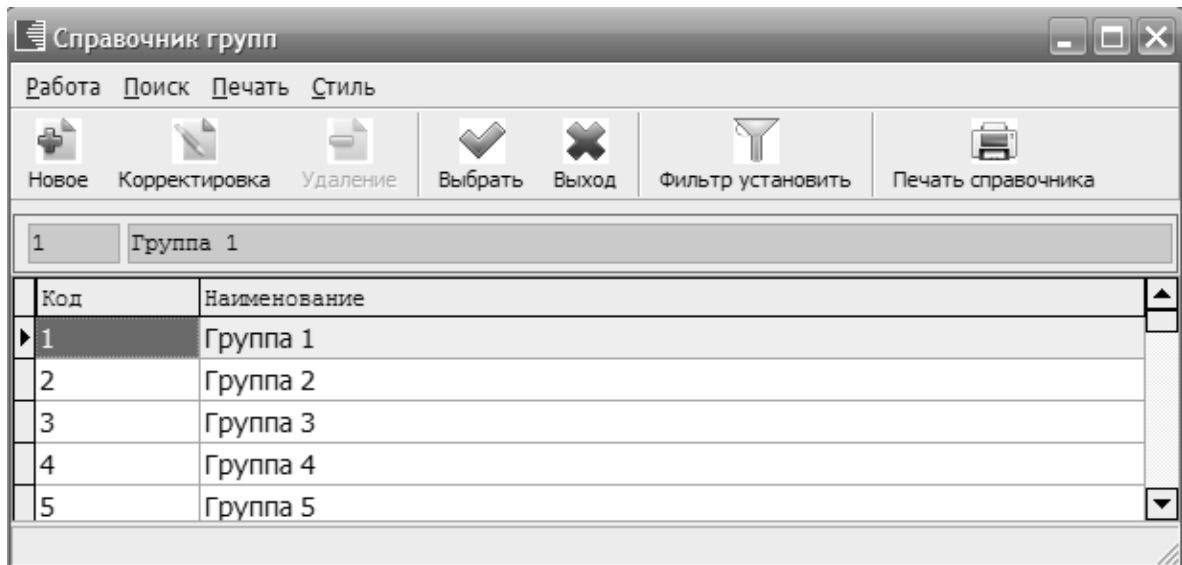 Справочник групп
Работа Поиск Печать Стиль
Новое Корректировка Удаление Выбрать Выход Фильтр установить Печать справочника
1 Группа 1
Код Наименование
1 Группа 1
2 Группа 2
3 Группа 3
4 Группа 4
5 Группа 5